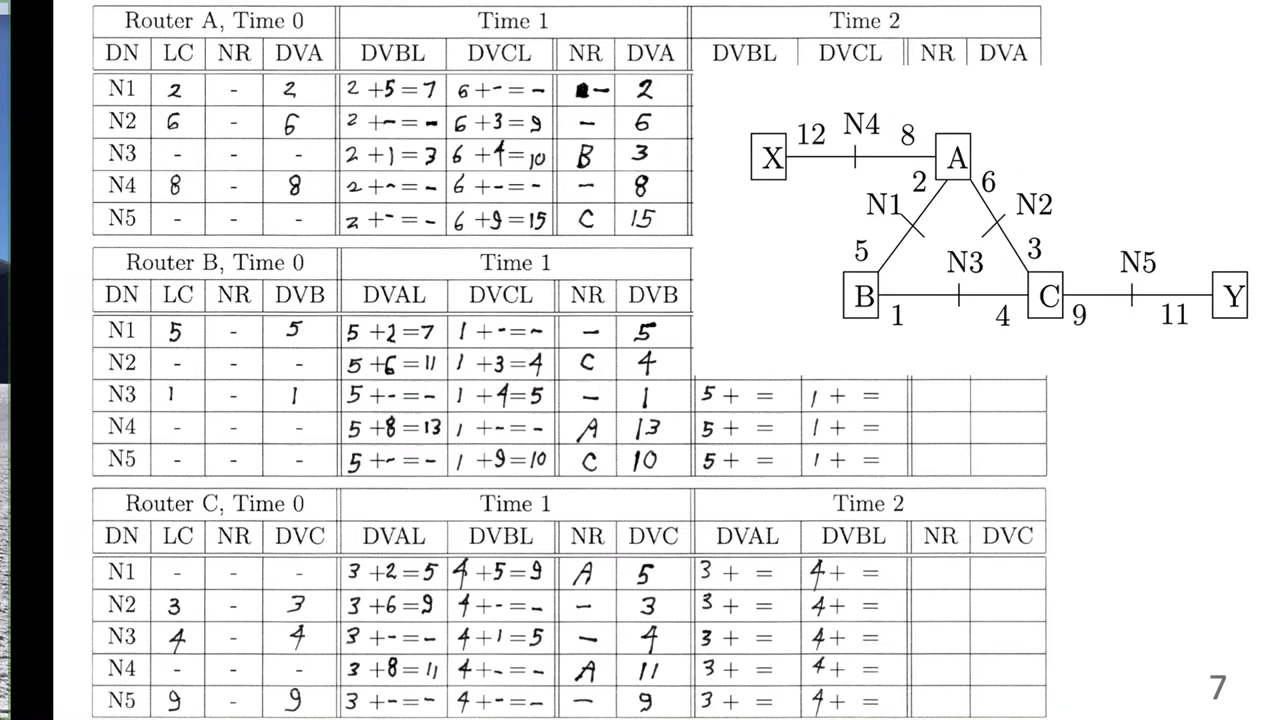 Router A, Time 0 Time 1 Time 2
DN LC NR DVA DVBL DVCL NR DVA DVBL DVCL NR DVA
N1 2 - 2 2 +5 = 7 6 + - = - - 2
N2 6 - 6 2 + - = - 6 +3 = 9 - 6
N3 - - - 2 +1 = 3 6 +4 = 10 B 3
N4 8 - 8 2 + - = - 6 + - = - - 8
N5 - - - 2 + - = - 6 +9 = 15 C 15
X 12 N4 8 A
2 6
N1 N2
5 N3 3 N5
B 1 4 C 9 11 Y
Router B, Time 0 Time 1
DN LC NR DVB DVAL DVCL NR DVB
N1 5 - 5 5 +2 = 7 1 + - = - - 5
N2 - - - 5 +6 = 11 1 +3 = 4 C 4
N3 1 - 1 5 + - = - 1 +4 = 5 - 1 5 + = 1 + =
N4 - - - 5 +8 = 13 1 + - = - A 13 5 + = 1 + =
N5 - - - 5 + - = - 1 +9 = 10 C 10 5 + = 1 + =
Router C, Time 0 Time 1 Time 2
DN LC NR DVC DVAL DVBL NR DVC DVAL DVBL NR DVC
N1 - - - 3 +2 = 5 4 +5 = 9 A 5 3 + = 4 + =
N2 3 - 3 3 +6 = 9 4 + - = - - 3 3 + = 4 + =
N3 4 - 4 3 + - = - 4 +1 = 5 - 4 3 + = 4 + =
N4 - - - 3 +8 = 11 4 + - = - A 11 3 + = 4 + =
N5 9 - 9 3 + - = - 4 + - = - - 9 3 + = 4 + =
7